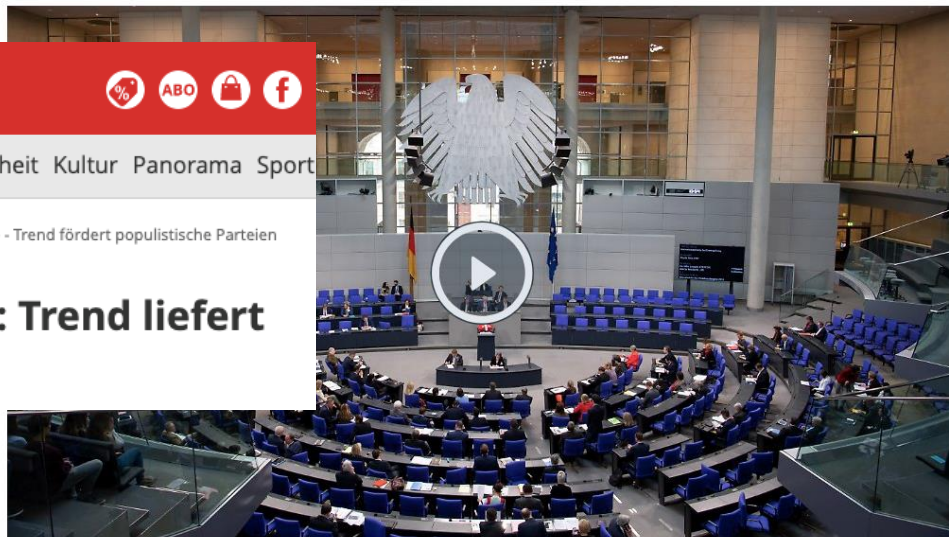 %
ABO
f
heit Kultur Panorama Sport
- Trend fördert populistische Parteien
: Trend liefert